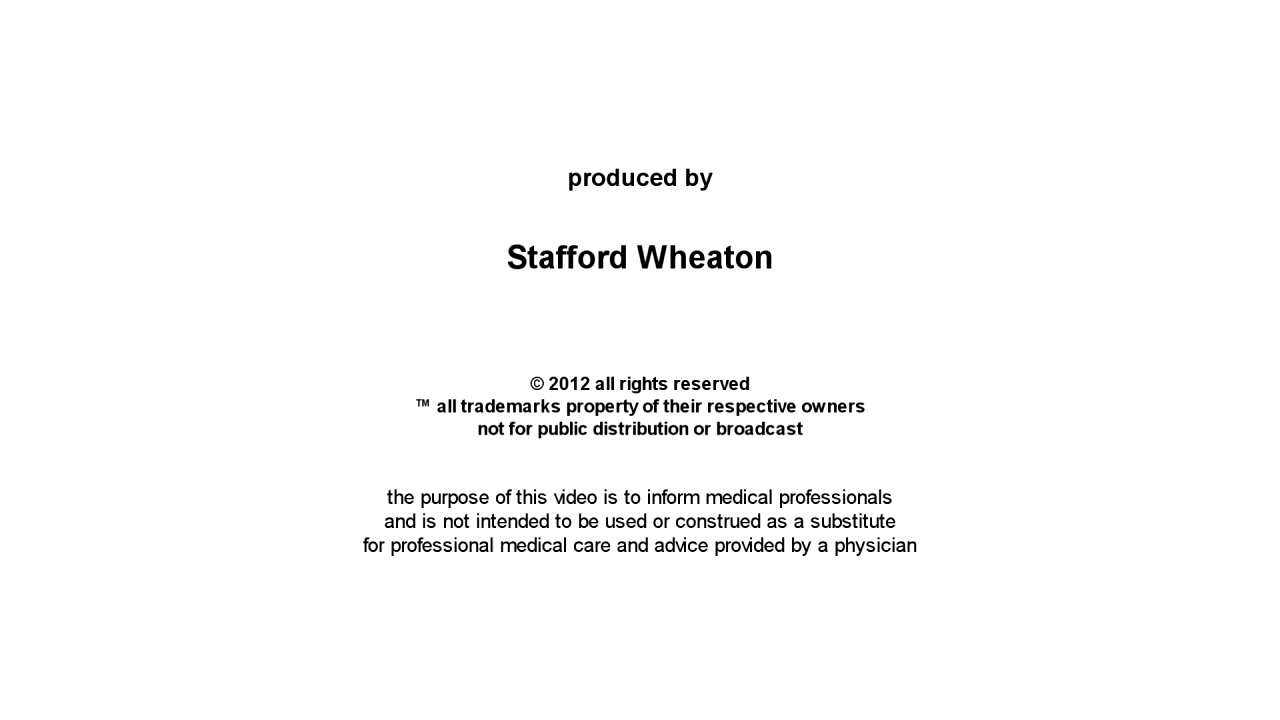 produced by
Stafford Wheaton
© 2012 all rights reserved
™ all trademarks property of their respective owners
not for public distribution or broadcast
the purpose of this video is to inform medical professionals
and is not intended to be used or construed as a substitute
for professional medical care and advice provided by a physician